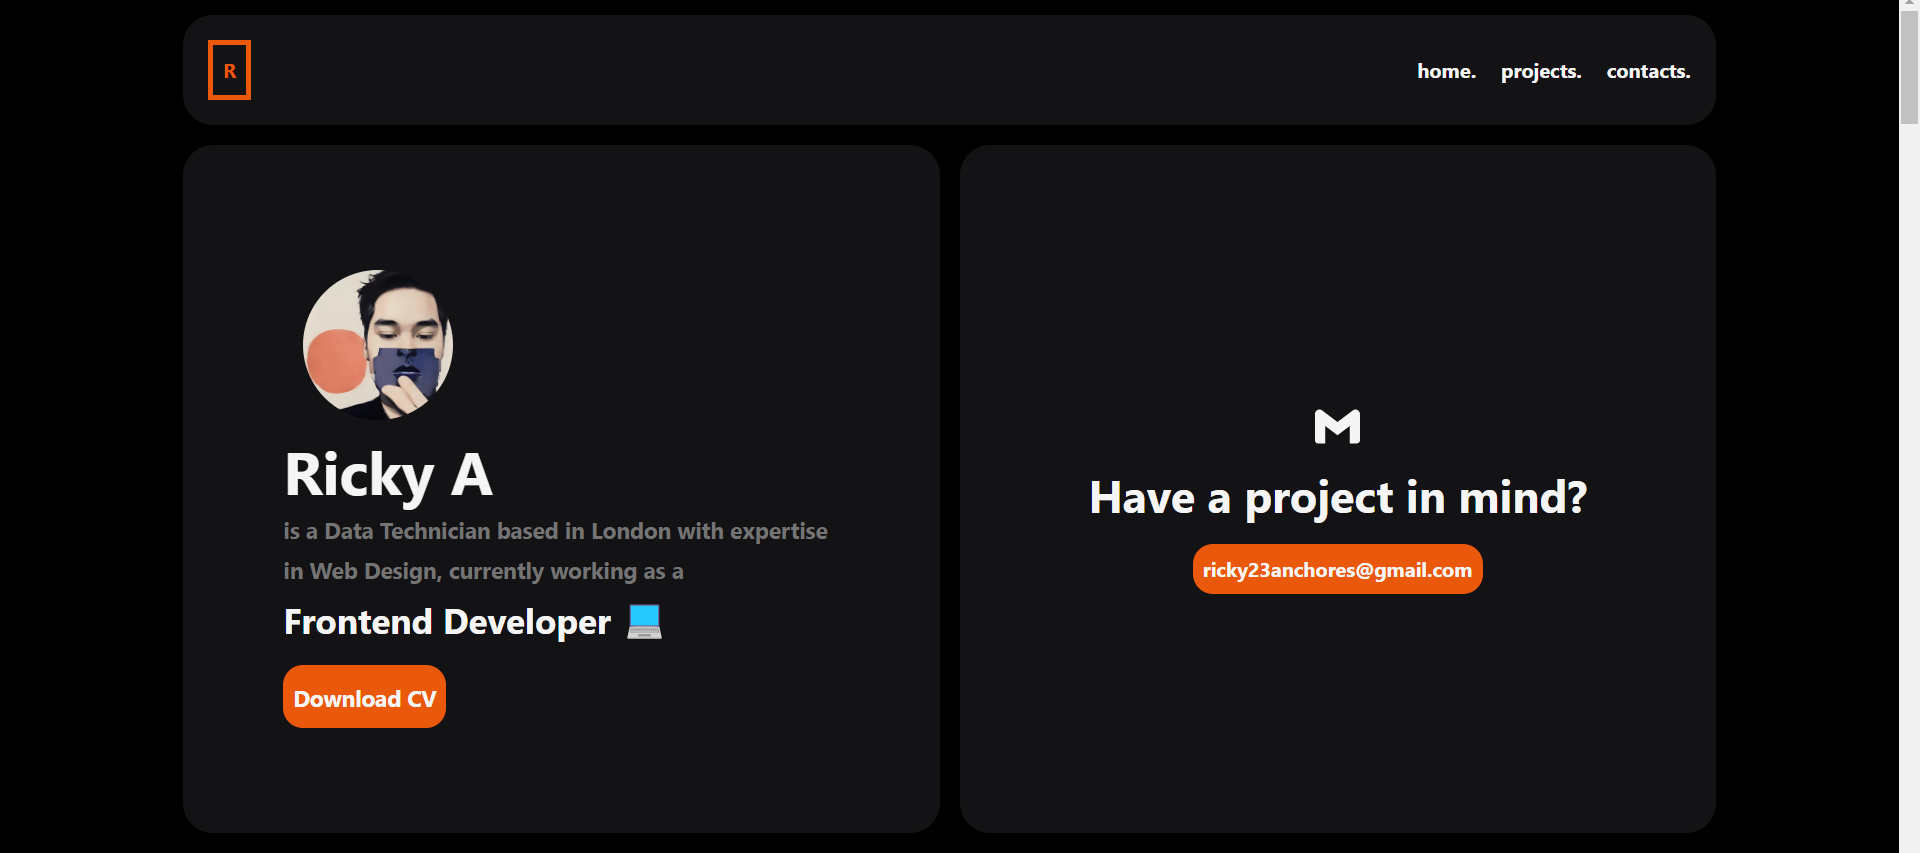 R
home. projects. contacts.
Ricky A
is a Data Technician based in London with expertise
in Web Design, currently working as a
Frontend Developer 💻
Download CV
Have a project in mind?
ricky23anchores@gmail.com